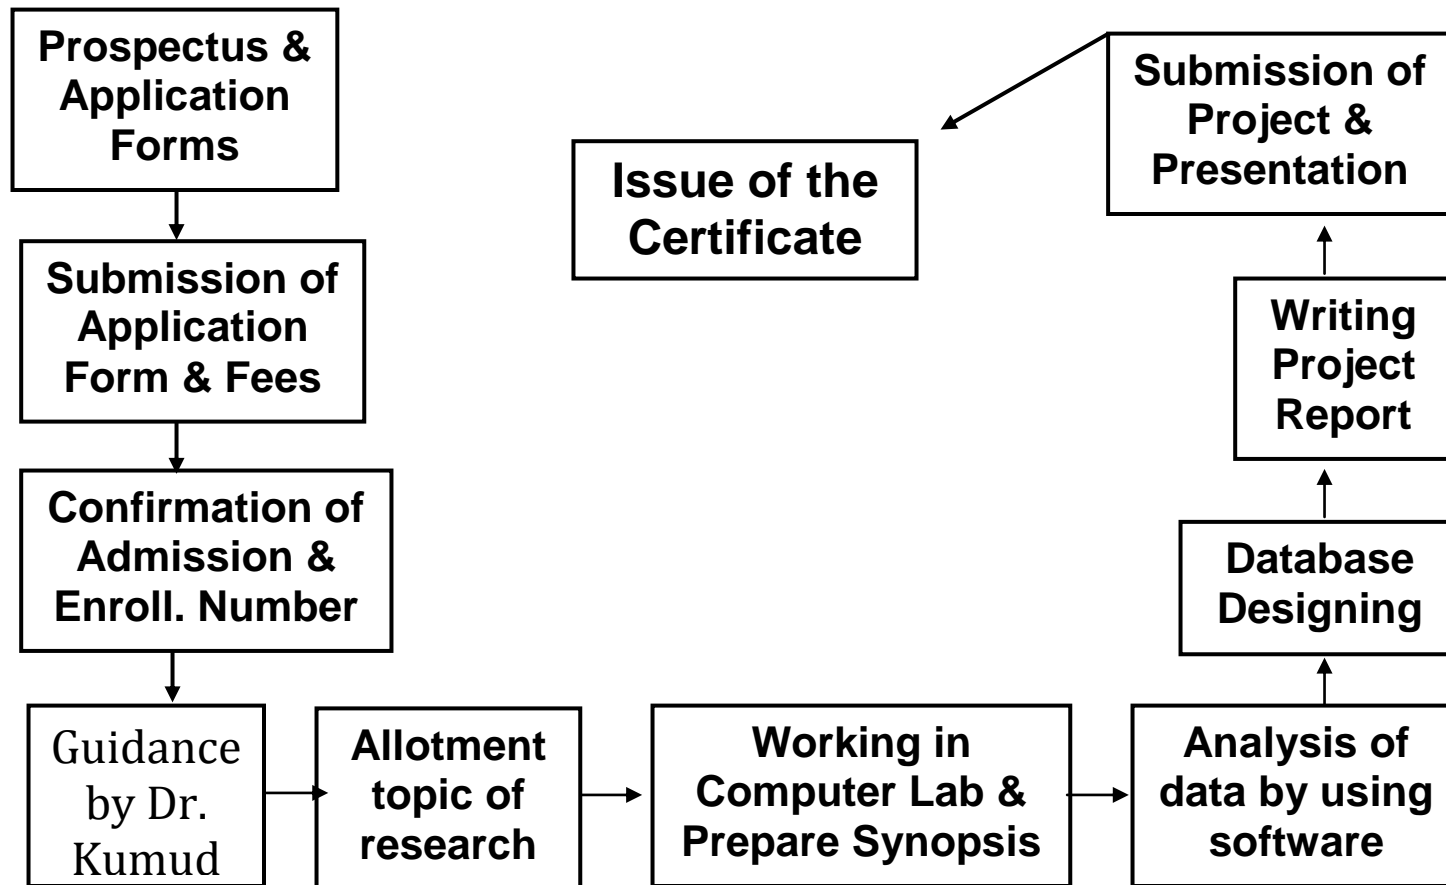 Prospectus &
Application
Forms
Submission of
Application
Form & Fees
Confirmation of
Admission &
Enroll. Number
Guidance
by Dr.
Kumud
Allotment
topic of
research
Working in
Computer Lab &
Prepare Synopsis
Analysis of
data by using
software
Database
Designing
Writing
Project
Report
Submission of
Project &
Presentation
Issue of the
Certificate